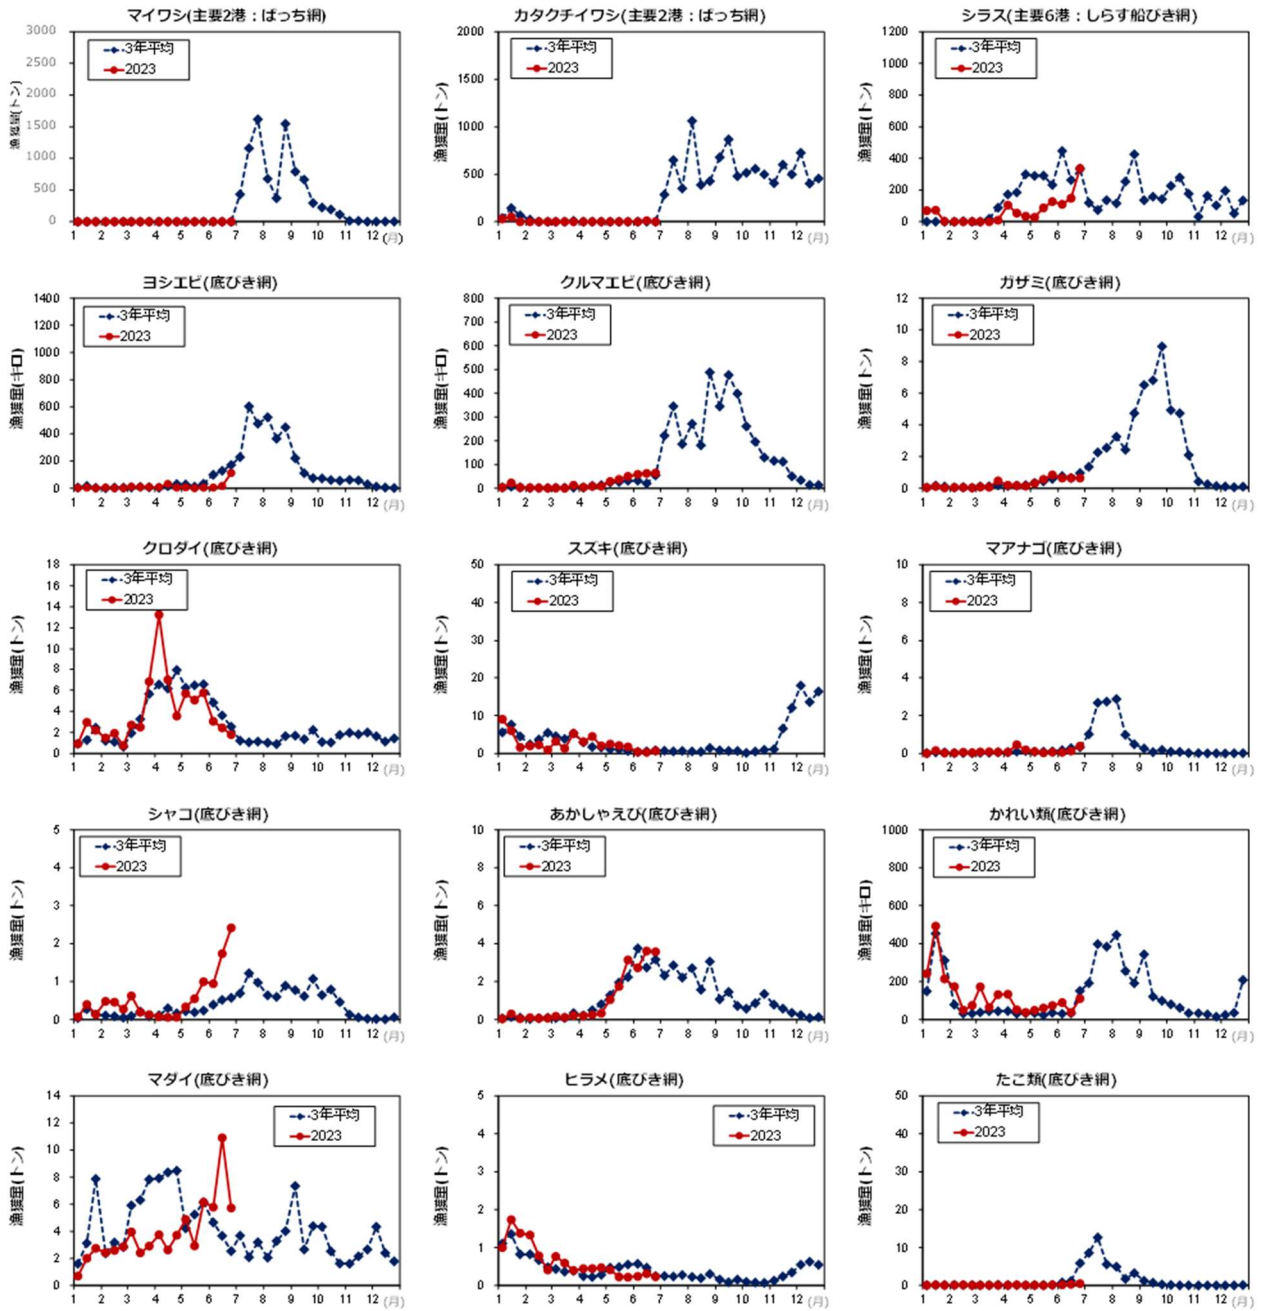 マイワシ(主要2港：ばっち網)
3000
2500
2000
1500
1000
500
0
漁獲量(トン)
3年平均
2023
1 2 3 4 5 6 7 8 9 10 11 12 (月)
カタクチイワシ(主要2港：ばっち網)
2000
1500
1000
500
0
漁獲量(トン)
3年平均
2023
1 2 3 4 5 6 7 8 9 10 11 12 (月)
シラス(主要6港：しらす船びき網)
1200
1000
800
600
400
200
0
漁獲量(トン)
3年平均
2023
1 2 3 4 5 6 7 8 9 10 11 12 (月)
ヨシエビ(底びき網)
1400
1200
1000
800
600
400
200
0
漁獲量(キロ)
3年平均
2023
1 2 3 4 5 6 7 8 9 10 11 12 (月)
クルマエビ(底びき網)
800
700
600
500
400
300
200
100
0
漁獲量(キロ)
3年平均
2023
1 2 3 4 5 6 7 8 9 10 11 12 (月)
ガザミ(底びき網)
12
10
8
6
4
2
0
漁獲量(トン)
3年平均
2023
1 2 3 4 5 6 7 8 9 10 11 12 (月)
クロダイ(底びき網)
18
16
14
12
10
8
6
4
2
0
漁獲量(トン)
3年平均
2023
1 2 3 4 5 6 7 8 9 10 11 12 (月)
スズキ(底びき網)
50
40
30
20
10
0
漁獲量(トン)
3年平均
2023
1 2 3 4 5 6 7 8 9 10 11 12 (月)
マアナゴ(底びき網)
10
8
6
4
2
0
漁獲量(トン)
3年平均
2023
1 2 3 4 5 6 7 8 9 10 11 12 (月)
シャコ(底びき網)
5
4
3
2
1
0
漁獲量(トン)
3年平均
2023
1 2 3 4 5 6 7 8 9 10 11 12 (月)
あかしゃえび(底びき網)
10
8
6
4
2
0
漁獲量(トン)
3年平均
2023
1 2 3 4 5 6 7 8 9 10 11 12 (月)
かれい類(底びき網)
1000
800
600
400
200
0
漁獲量(キロ)
3年平均
2023
1 2 3 4 5 6 7 8 9 10 11 12 (月)
マダイ(底びき網)
14
12
10
8
6
4
2
0
漁獲量(トン)
3年平均
2023
1 2 3 4 5 6 7 8 9 10 11 12 (月)
ヒラメ(底びき網)
5
4
3
2
1
0
漁獲量(トン)
3年平均
2023
1 2 3 4 5 6 7 8 9 10 11 12 (月)
たこ類(底びき網)
50
40
30
20
10
0
漁獲量(トン)
3年平均
2023
1 2 3 4 5 6 7 8 9 10 11 12 (月)